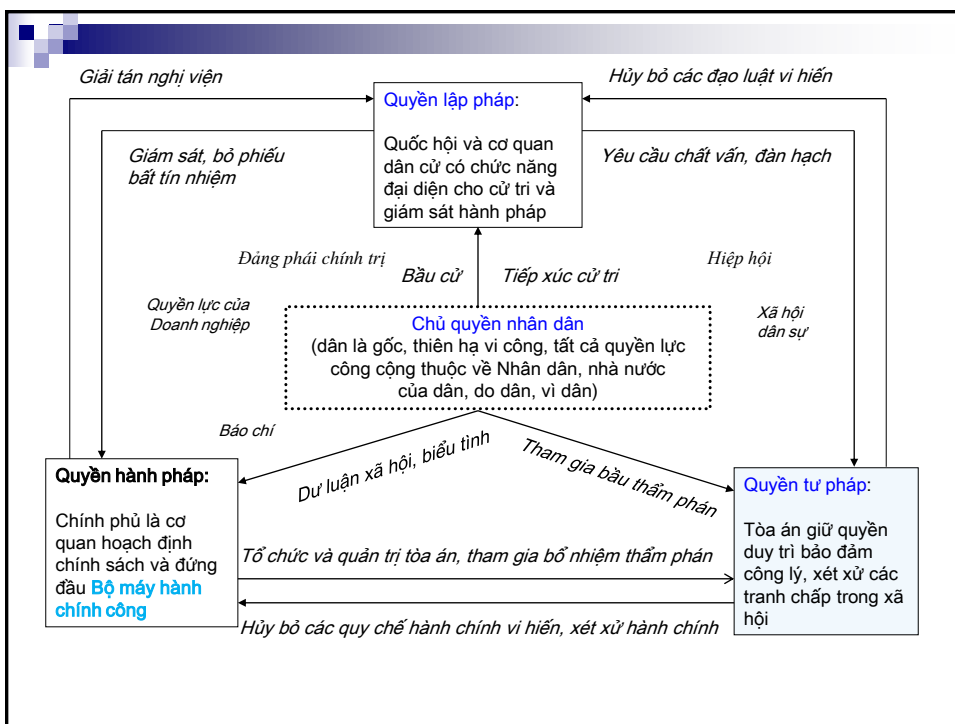 Giải tán nghị viện
Hủy bỏ các đạo luật vi hiến
Quyền lập pháp:
Quốc hội và cơ quan
dân cử có chức năng
đại diện cho cử tri và
giám sát hành pháp
Giám sát, bỏ phiếu
bất tín nhiệm
Yêu cầu chất vấn, đàn hạch
Đảng phái chính trị
Bầu cử
Tiếp xúc cử tri
Hiệp hội
Quyền lực của
Doanh nghiệp
Xã hội
dân sự
Chủ quyền nhân dân
(dân là gốc, thiên hạ vi công, tất cả quyền lực
công cộng thuộc về Nhân dân, nhà nước
của dân, do dân, vì dân)
Báo chí
Dư luận xã hội, biểu tình
Tham gia bầu thẩm phán
Quyền hành pháp:
Chính phủ là cơ
quan hoạch định
chính sách và đứng
đầu Bộ máy hành
chính công
Quyền tư pháp:
Tòa án giữ quyền
duy trì bảo đảm
công lý, xét xử các
tranh chấp trong xã
hội
Tổ chức và quản trị tòa án, tham gia bổ nhiệm thẩm phán
Hủy bỏ các quy chế hành chính vi hiến, xét xử hành chính